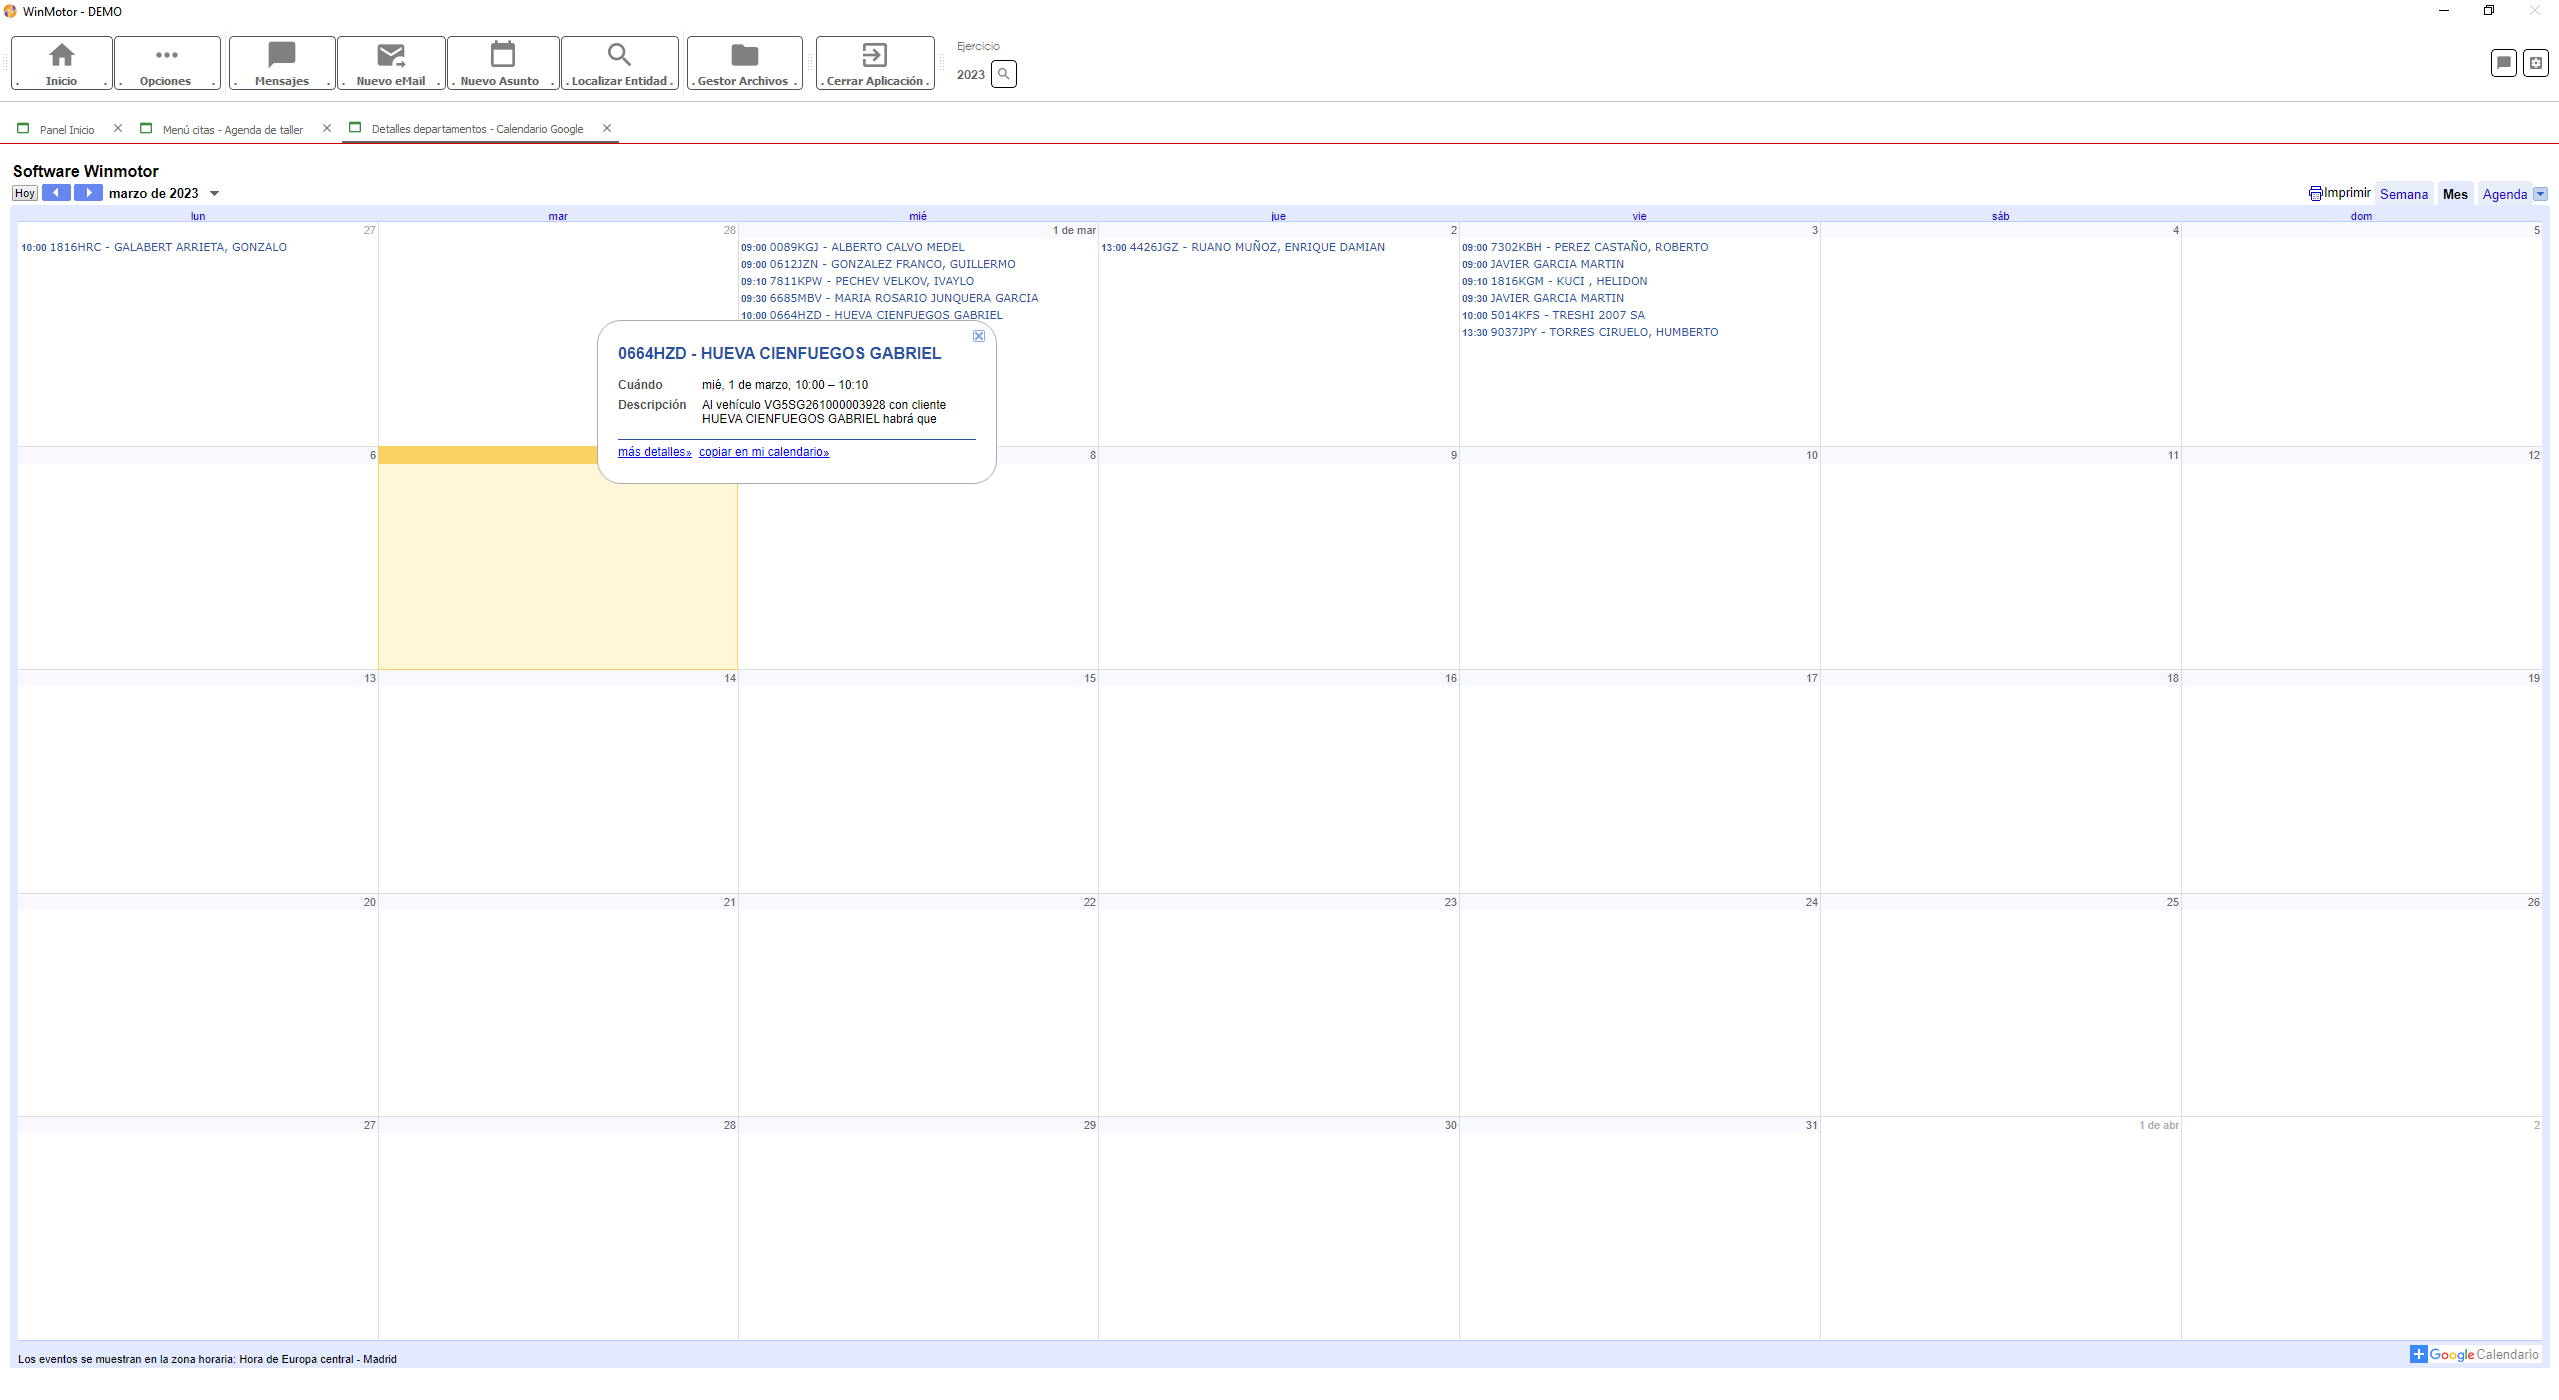 WinMotor - DEMO
Inicio
Opciones
Mensajes
Nuevo eMail
Nuevo Asunto
Localizar Entidad
Gestor Archivos
Cerrar Aplicación
Ejercicio
2023
Panel Inicio
Menú citas - Agenda de taller
Detalles departamentos - Calendario Google
Software Winmotor
Hoy marzo de 2023
Imprimir Semana Mes Agenda
lun mar mié jue vie sáb dom
27 28 1 de mar 2 3 4 5
10:00 1816HRC - GALABERT ARRIETA, GONZALO
09:00 0089KGJ - ALBERTO CALVO MEDEL
09:00 0612JZN - GONZALEZ FRANCO, GUILLERMO
09:10 7811KPW - PECHEV VELKOV, IVAYLO
09:30 6685MBV - MARIA ROSARIO JUNQUERA GARCIA
10:00 0664HZD - HUEVA CIENFUEGOS GABRIEL
13:00 4426JGZ - RUANO MUÑOZ, ENRIQUE DAMIAN
09:00 7302KBH - PEREZ CASTAÑO, ROBERTO
09:00 JAVIER GARCIA MARTIN
09:10 1816KGM - KUCI , HELIDON
09:30 JAVIER GARCIA MARTIN
10:00 5014KFS - TRESHI 2007 SA
13:30 9037JPY - TORRES CIRUELO, HUMBERTO
0664HZD - HUEVA CIENFUEGOS GABRIEL
Cuándo mié, 1 de marzo, 10:00 – 10:10
Descripción Al vehículo VG5SG261000003928 con cliente
HUEVA CIENFUEGOS GABRIEL habrá que
más detalles» copiar en mi calendario»
6 8 9 10 11 12
13 14 15 16 17 18 19
20 21 22 23 24 25 26
27 28 29 30 31 1 de abr 2
Los eventos se muestran en la zona horaria: Hora de Europa central - Madrid
Google Calendario